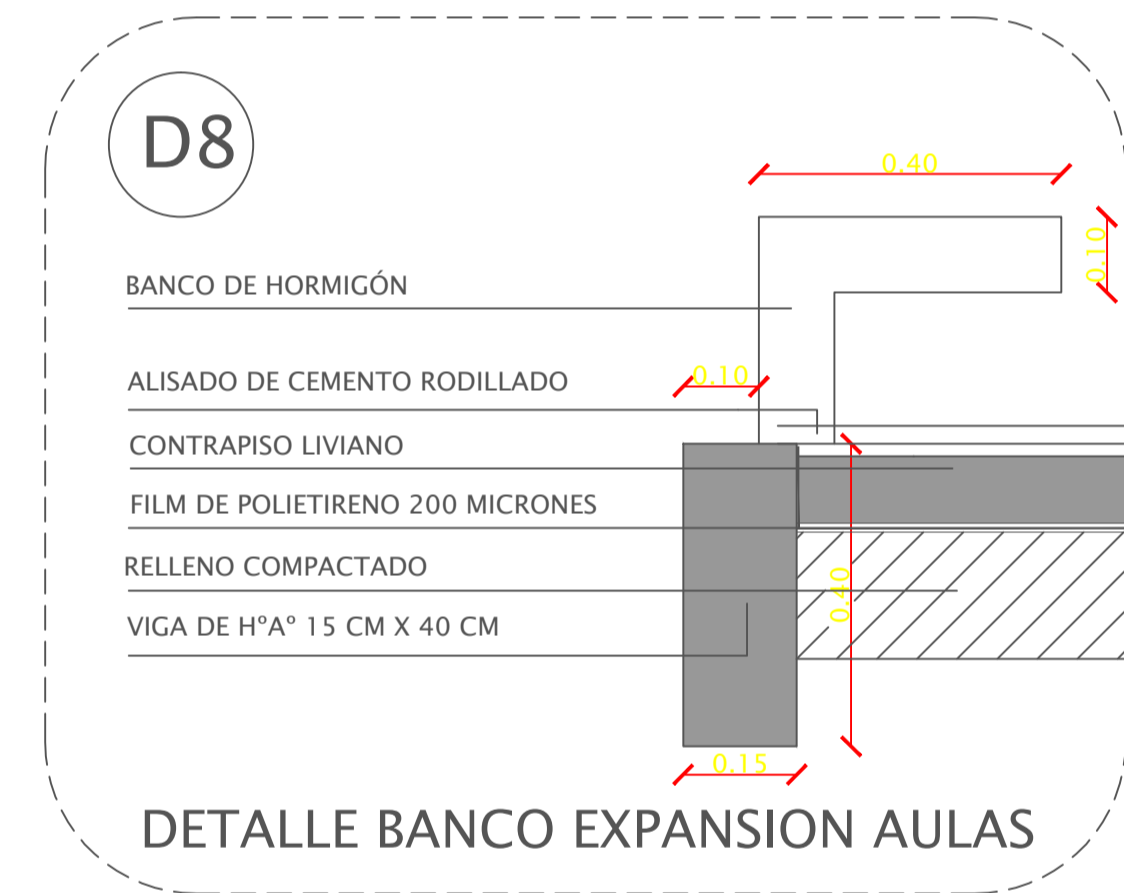 D8
0.40
0.10
BANCO DE HORMIGÓN
0.10
ALISADO DE CEMENTO RODILLADO
CONTRAPISO LIVIANO
FILM DE POLIETIRENO 200 MICRONES
RELLENO COMPACTADO
0.40
VIGA DE HºAº 15 CM X 40 CM
0.15
DETALLE BANCO EXPANSION AULAS